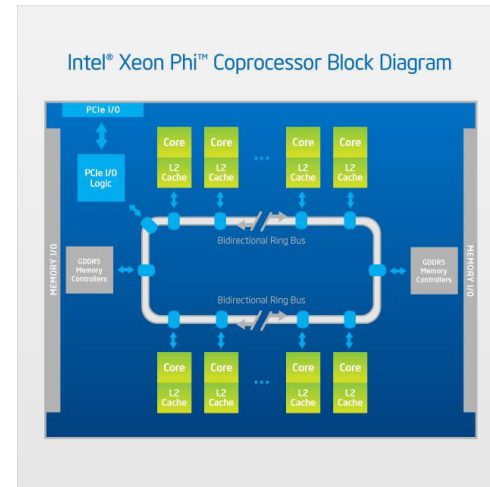 Intel® Xeon Phi™ Coprocessor Block Diagram
PCIe I/O
PCIe I/O
Logic
Core
L2
Cache
Core
L2
Cache
...
Core
L2
Cache
Core
L2
Cache
MEMORY I/O
GDDR5
Memory
Controllers
Bidirectional Ring Bus
Bidirectional Ring Bus
GDDR5
Memory
Controllers
MEMORY I/O
Core
L2
Cache
Core
L2
Cache
...
Core
L2
Cache
Core
L2
Cache